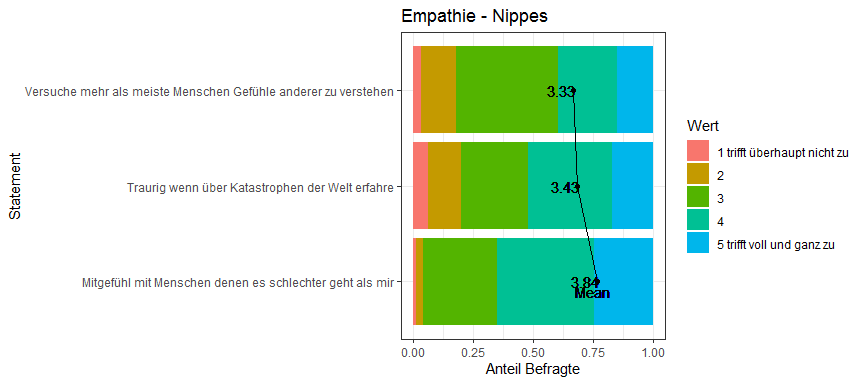 Empathie - Nippes
Statement
Versuche mehr als meiste Menschen Gefühle anderer zu verstehen
3.33
Traurig wenn über Katastrophen der Welt erfahre
3.43
Mitgefühl mit Menschen denen es schlechter geht als mir
3.84
Mean
0.00 0.25 0.50 0.75 1.00
Anteil Befragte
Wert
1 trifft überhaupt nicht zu
2
3
4
5 trifft voll und ganz zu